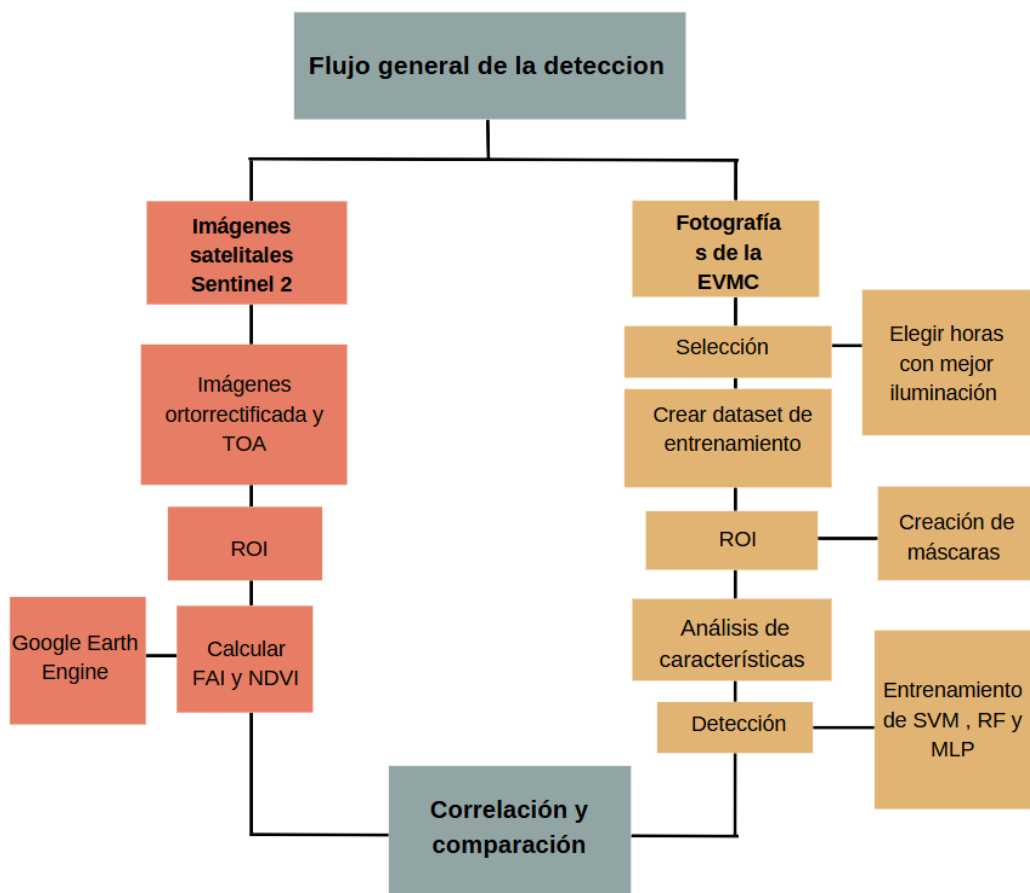 Flujo general de la deteccion
Imágenes
satelitales
Sentinel 2
Imágenes
ortorrectificada y
TOA
ROI
Google Earth
Engine
Calcular
FAI y NDVI
Fotografía
s de la
EVMC
Selección
Elegir horas
con mejor
iluminación
Crear dataset de
entrenamiento
ROI
Creación de
máscaras
Análisis de
características
Detección
Entrenamiento
de SVM , RF y
MLP
Correlación y
comparación